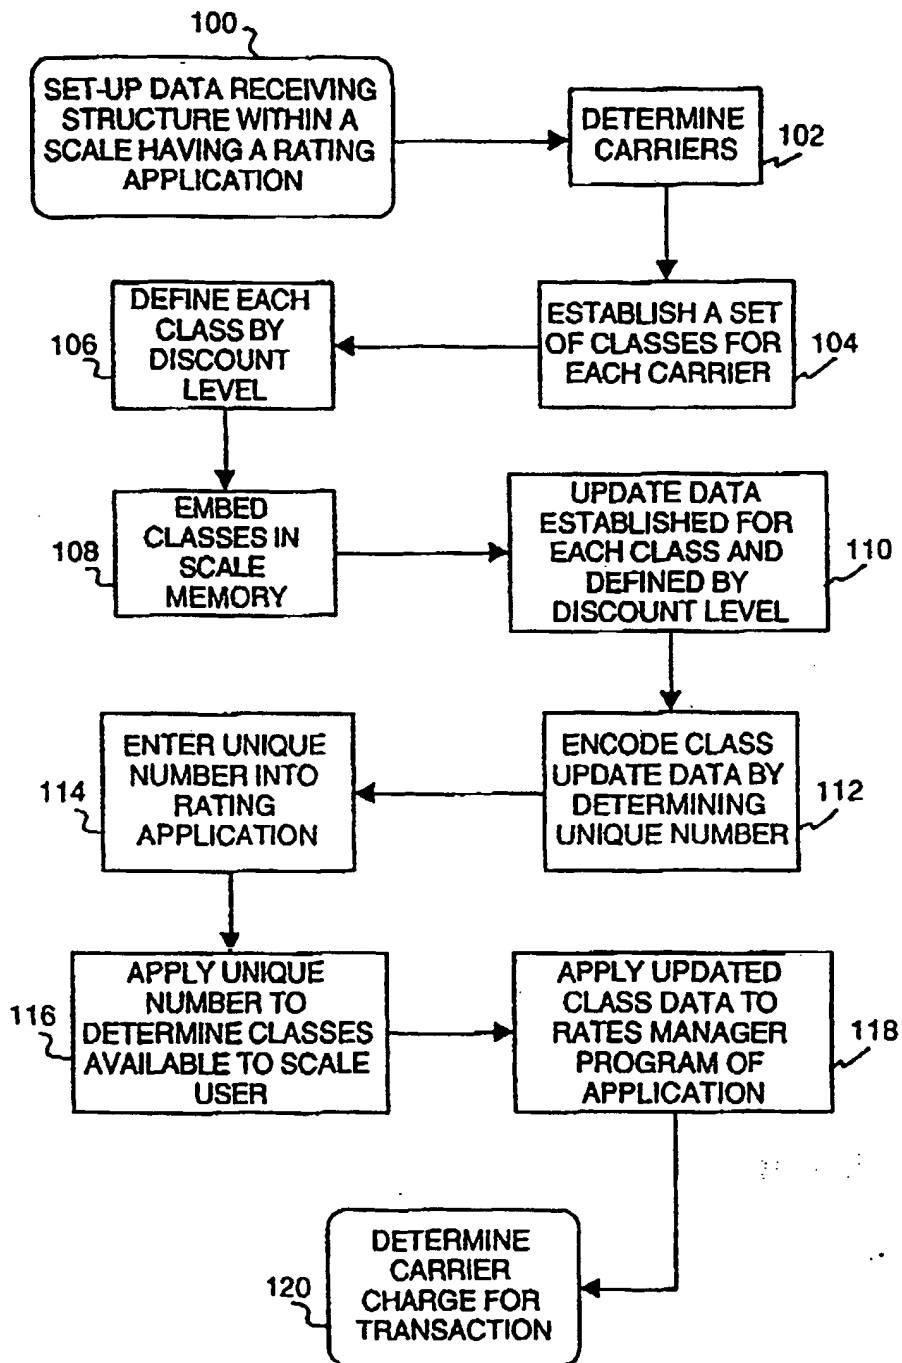 100
SET-UP DATA RECEIVING
STRUCTURE WITHIN A
SCALE HAVING A RATING
APPLICATION
DETERMINE
CARRIERS
102
ESTABLISH A SET
OF CLASSES FOR
EACH CARRIER
104
DEFINE EACH
CLASS BY
DISCOUNT
LEVEL
106
EMBED
CLASSES IN
SCALE
MEMORY
108
UPDATE DATA
ESTABLISHED FOR
EACH CLASS AND
DEFINED BY
DISCOUNT LEVEL
110
ENCODE CLASS
UPDATE DATA BY
DETERMINING
UNIQUE NUMBER
112
ENTER UNIQUE
NUMBER INTO
RATING
APPLICATION
114
APPLY UNIQUE
NUMBER TO
DETERMINE CLASSES
AVAILABLE TO SCALE
USER
116
APPLY UPDATED
CLASS DATA TO
RATES MANAGER
PROGRAM OF
APPLICATION
118
DETERMINE
CARRIER
CHARGE FOR
TRANSACTION
120